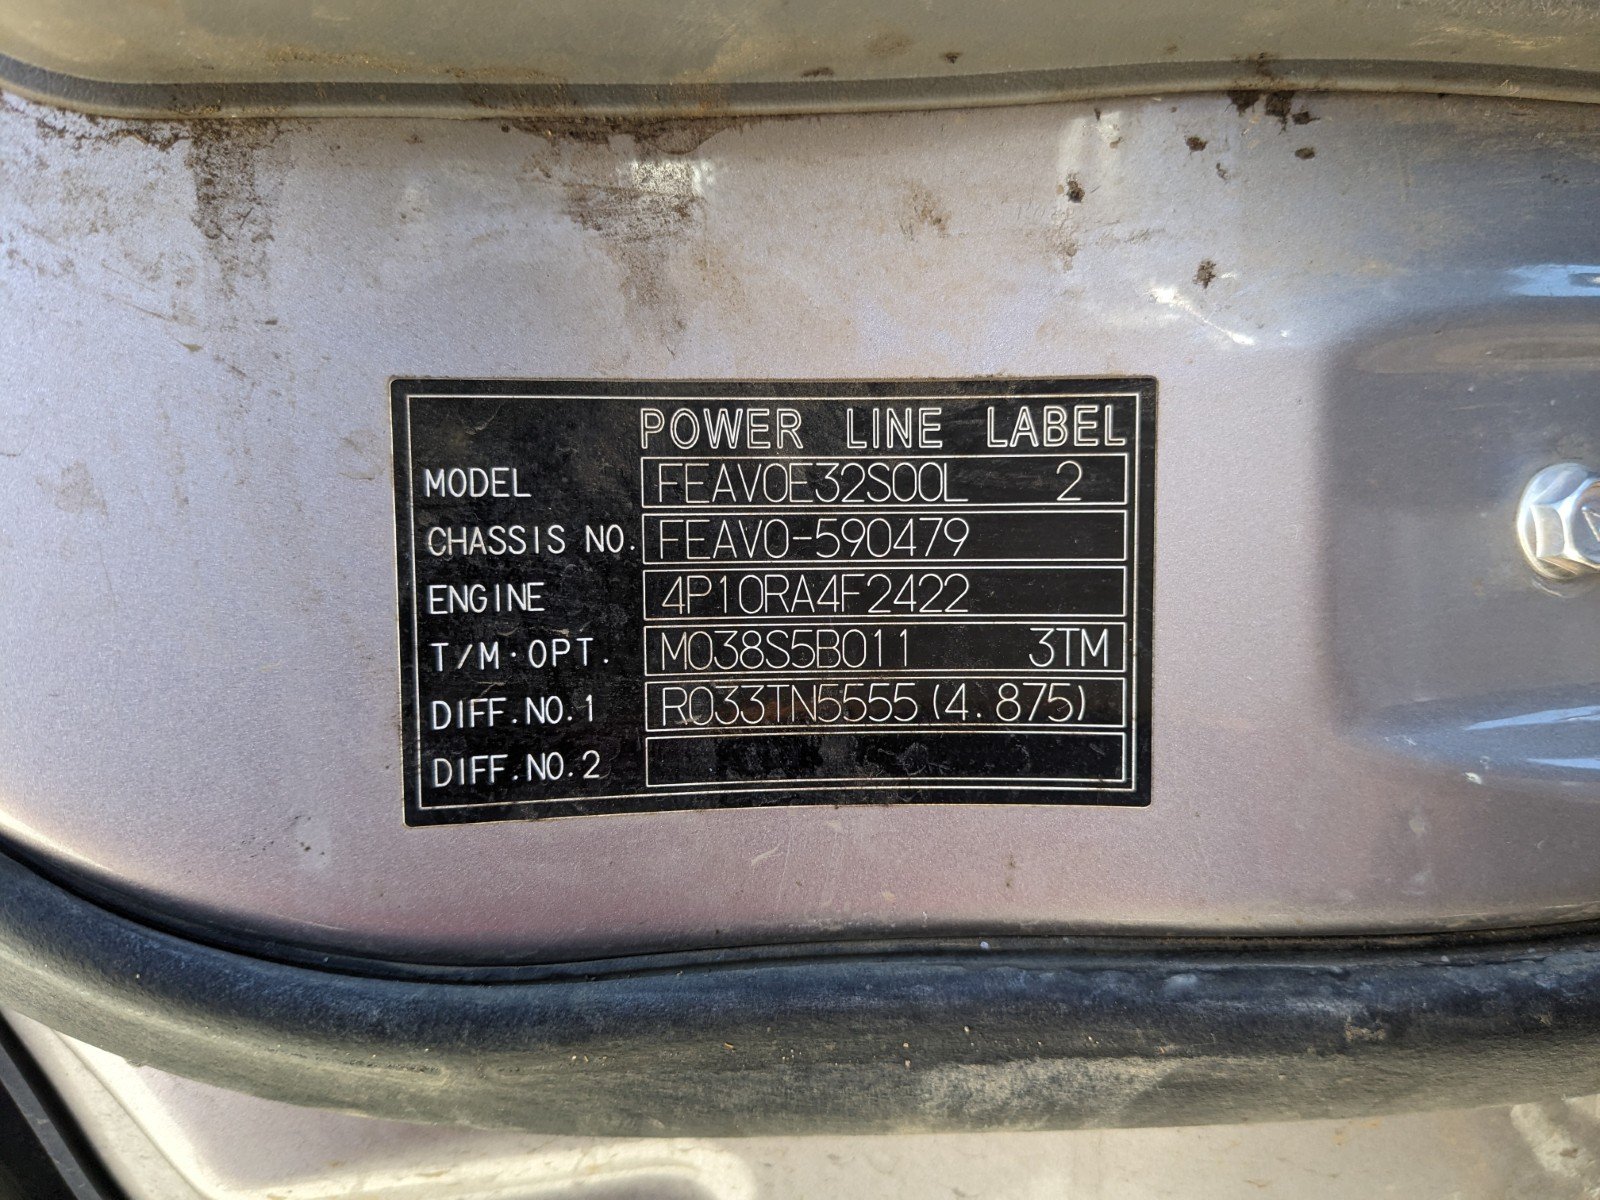 POWER LINE LABEL
MODEL FEAV0E32S00L 2
CHASSIS NO. FEAV0-590479
ENGINE 4P10RA4F2422
T/M·OPT. M038S5B011 3TM
DIFF.NO.1 R033TN5555(4.875)
DIFF.NO.2